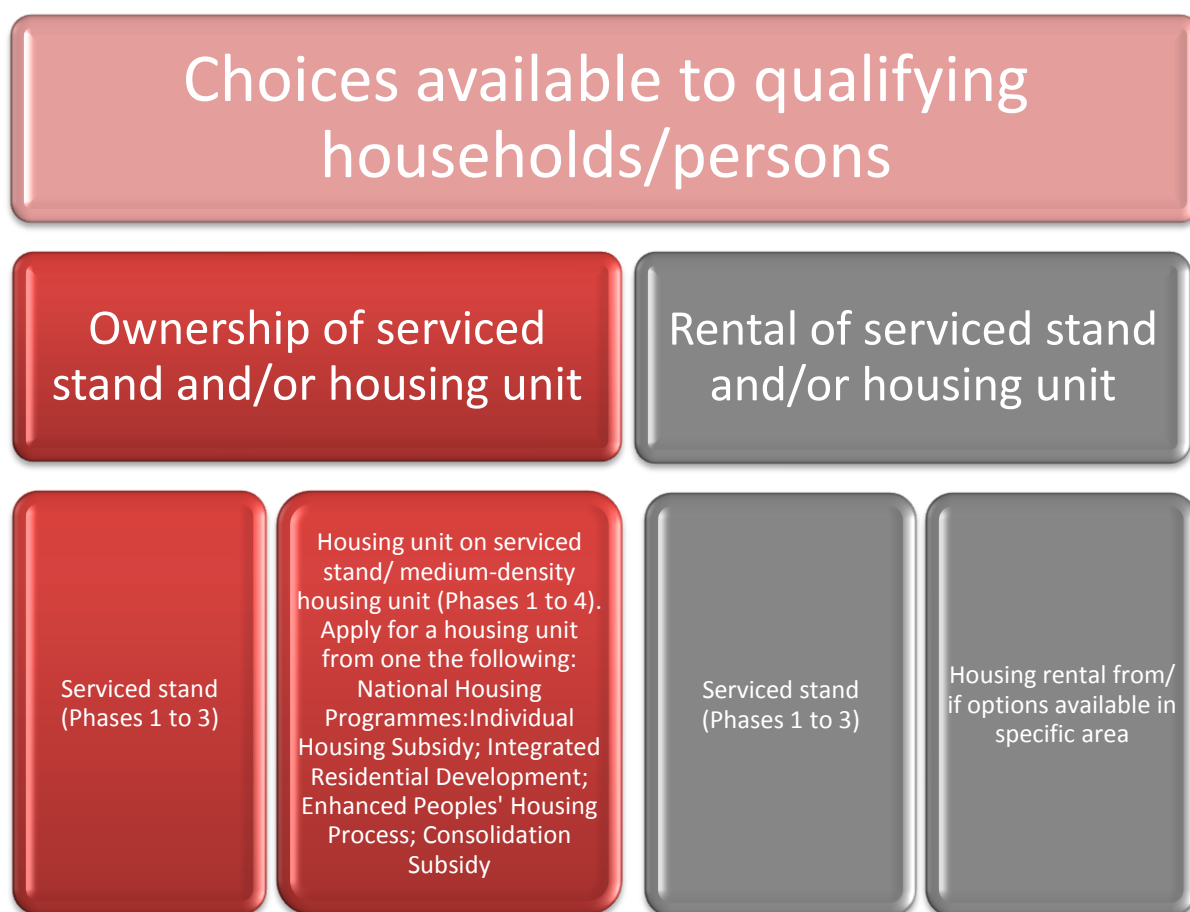 Choices available to qualifying
households/persons
Ownership of serviced
stand and/or housing unit
Rental of serviced stand
and/or housing unit
Serviced stand
(Phases 1 to 3)
Housing unit on serviced
stand/ medium-density
housing unit (Phases 1 to 4).
Apply for a housing unit
from one the following:
National Housing
Programmes:Individual
Housing Subsidy; Integrated
Residential Development;
Enhanced Peoples' Housing
Process; Consolidation
Subsidy
Serviced stand
(Phases 1 to 3)
Housing rental from/
if options available in
specific area